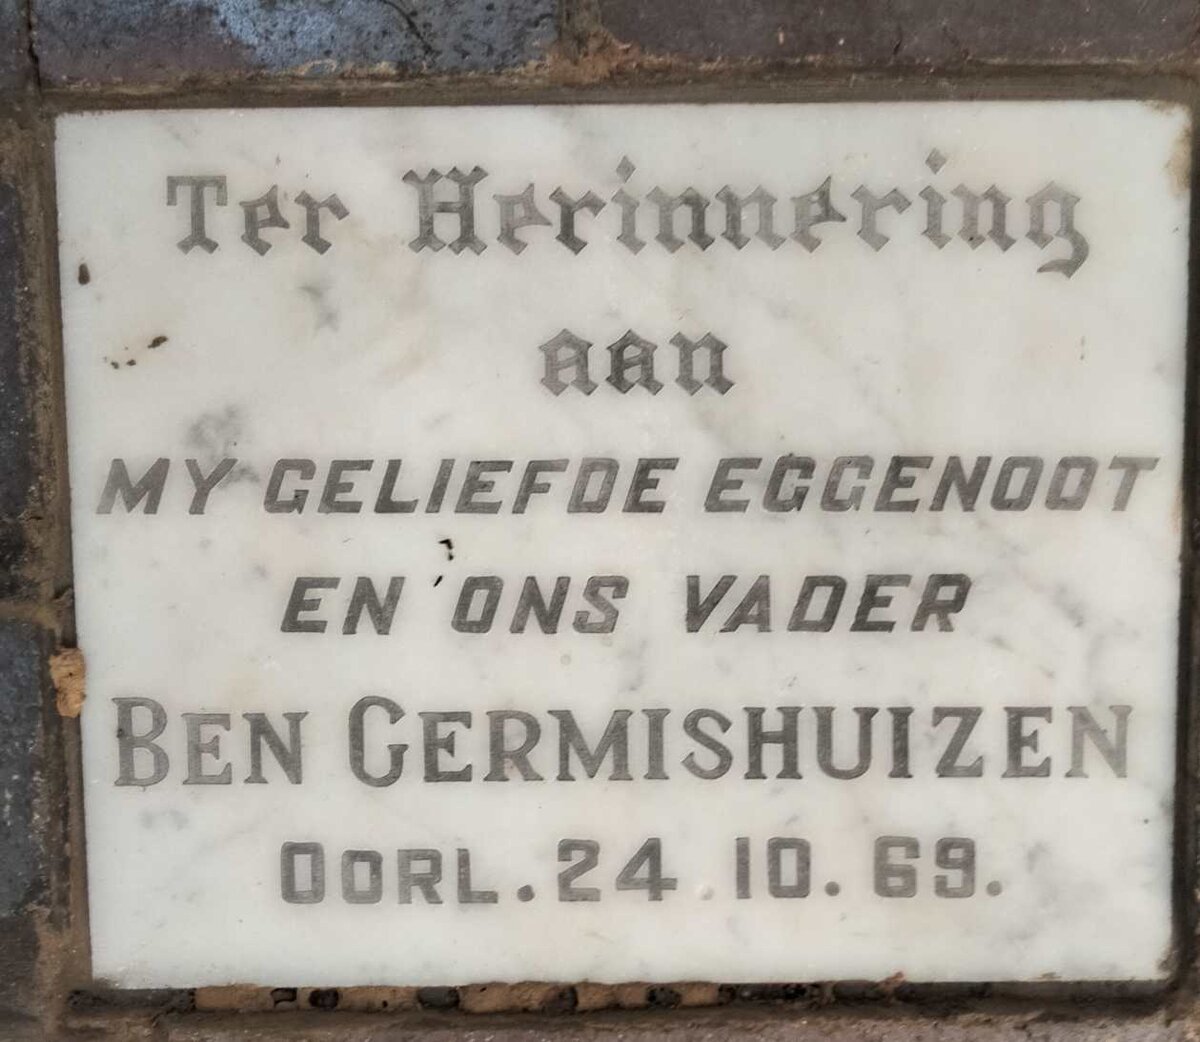 Ter Herinnering
aan
MY GELIEFDE EGGENOOT
EN ONS VADER
BEN GERMISHUIZEN
OORL. 24.10.69.